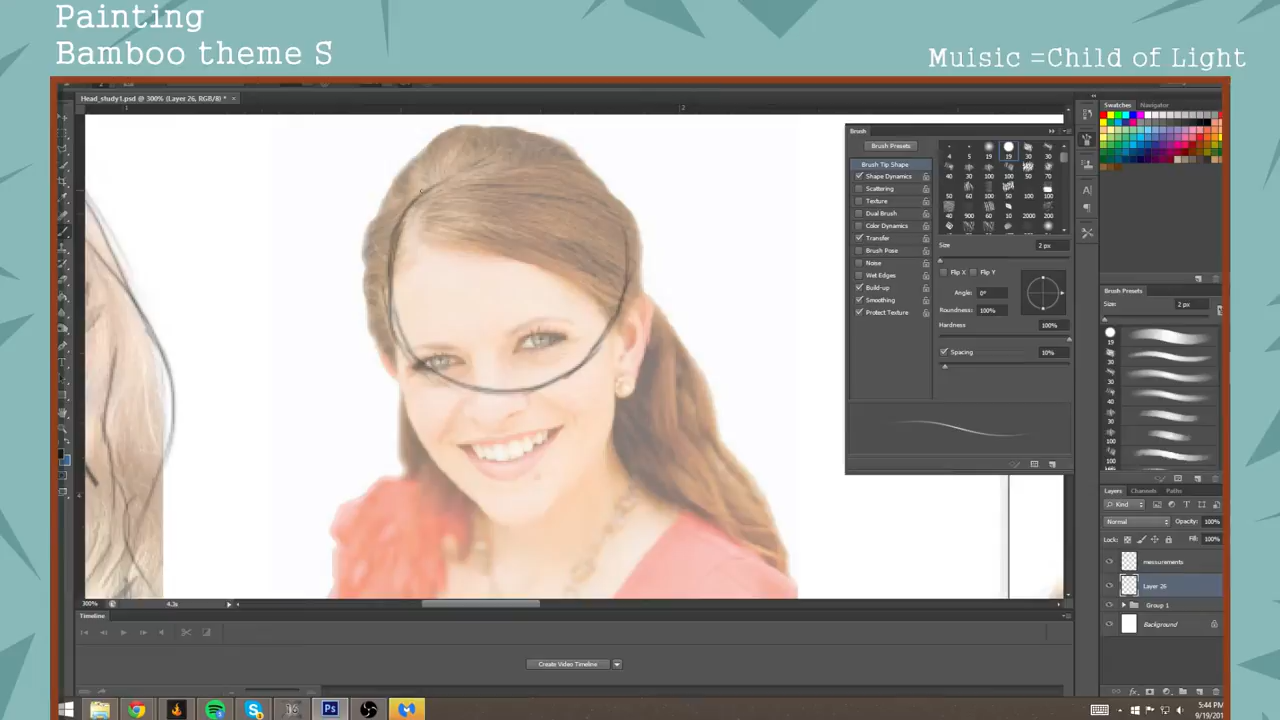 Painting
Bamboo theme S
Muisic =Child of Light
Head_study1.psd @ 300% (Layer 26, RGB/8) *
Brush
Brush Presets
Brush Tip Shape
Shape Dynamics
Scattering
Texture
Dual Brush
Color Dynamics
Transfer
Brush Pose
Noise
Wet Edges
Build-up
Smoothing
Protect Texture
Size
2 px
Flip X
Flip Y
Angle: 0°
Roundness: 100%
Hardness
100%
Spacing
10%
Swatches
Navigator
Brush Presets
Size:
2 px
Layers
Channels
Paths
Kind
Normal
Opacity: 100%
Lock:
Fill: 100%
Layer 26
Group 1
Background
300%
4.3s
Timeline
Create Video Timeline
Ps
5:44 PM